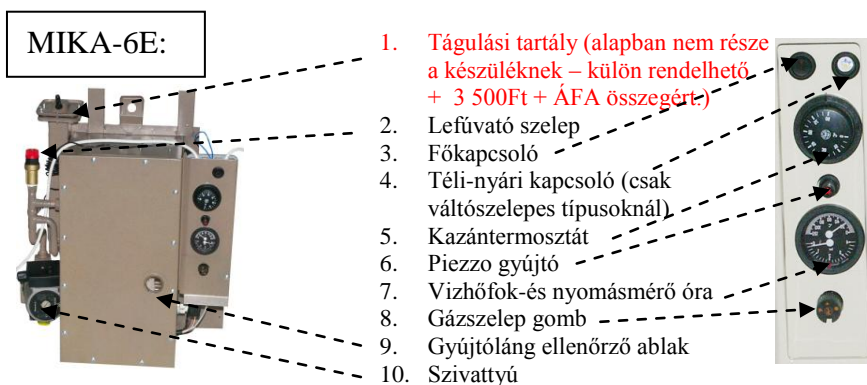 MIKA-6E:
1. Tágulási tartály (alapban nem része
a készüléknek – külön rendelhető
+ 3 500Ft + ÁFA összegért.)
2. Lefúvató szelep
3. Főkapcsoló
4. Téli-nyári kapcsoló (csak
váltószelepes típusoknál)
5. Kazántermosztát
6. Piezzo gyújtó
7. Vizhőfok-és nyomásmérő óra
8. Gázszelep gomb
9. Gyújtóláng ellenőrző ablak
10. Szivattyú